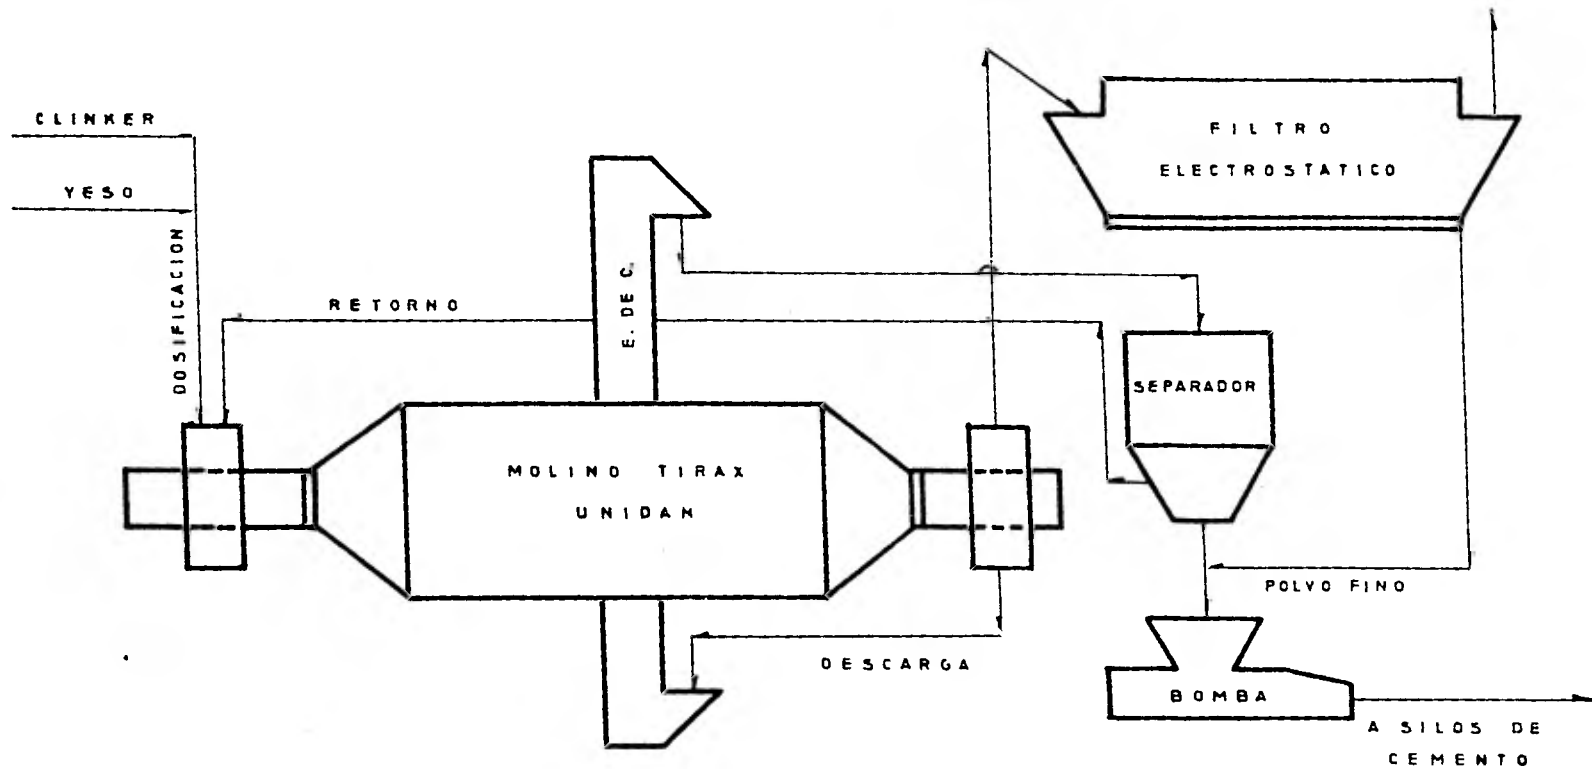 CLINKER
YESO
DOSIFICACION
RETORNO
E. DE C.
FILTRO
ELECTROSTATICO
SEPARADOR
MOLINO TIRAX
UNIDAN
POLVO FINO
DESCARGA
BOMBA
A SILOS DE
CEMENTO